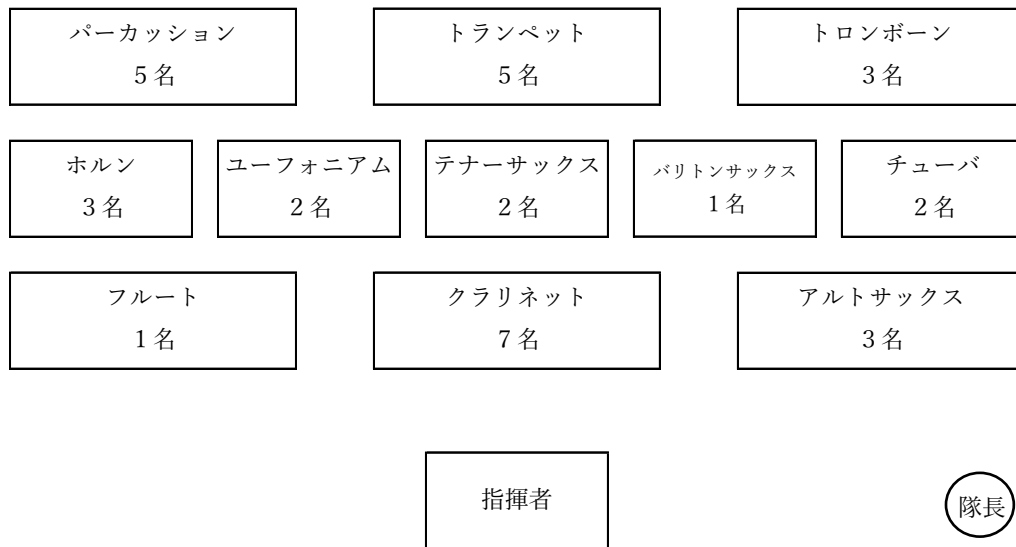 パーカッション
5名
トランペット
5名
トロンボーン
3名
ホルン
3名
ユーフォニアム
2名
テナーサックス
2名
バリトンサックス
1名
チューバ
2名
フルート
1名
クラリネット
7名
アルトサックス
3名
指揮者
隊長